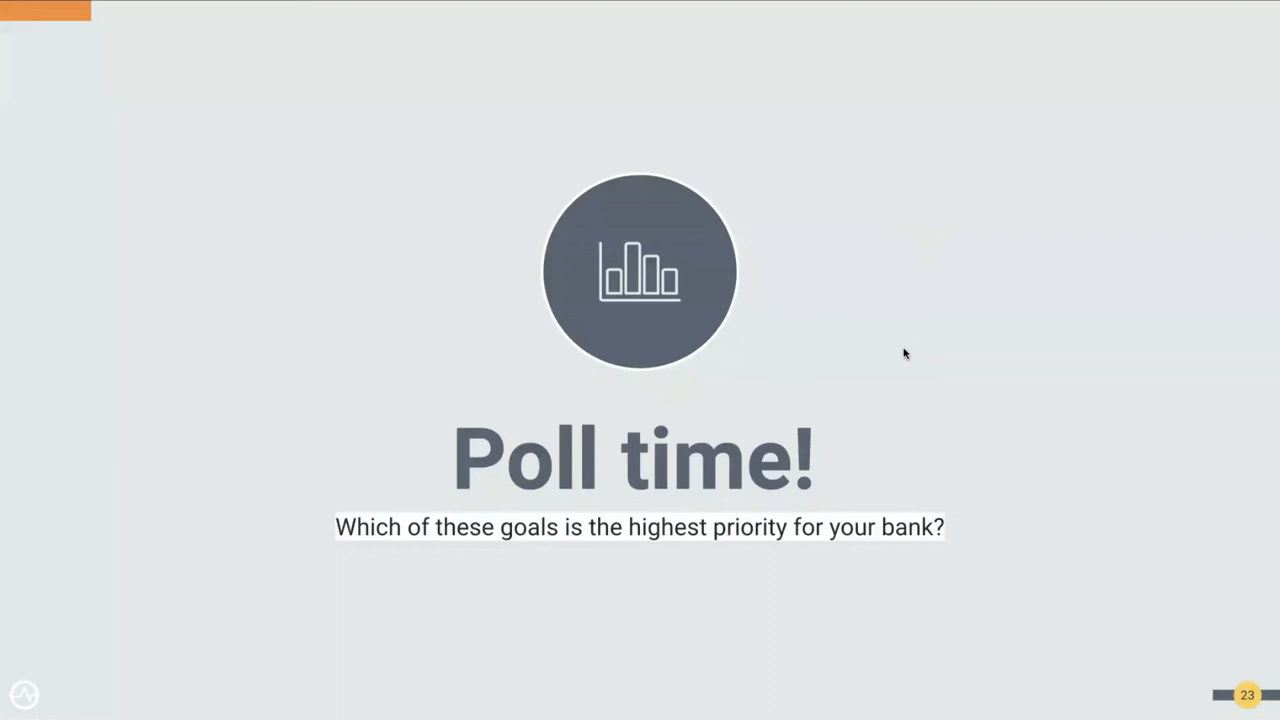 Poll time!
Which of these goals is the highest priority for your bank?
23